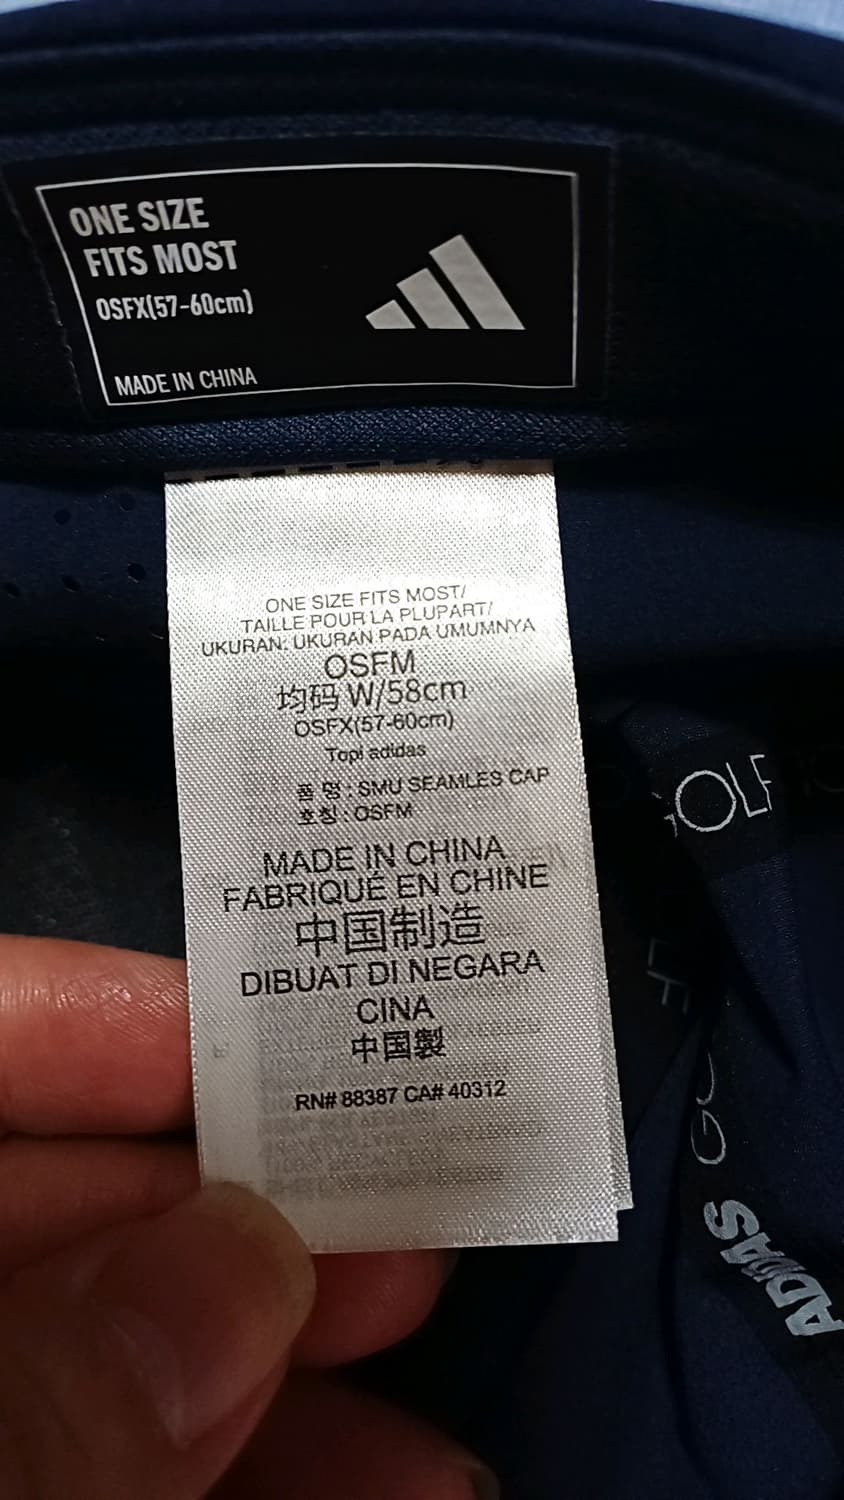 ONE SIZE
FITS MOST
OSFX(57-60cm)
MADE IN CHINA
ONE SIZE FITS MOST/
TAILLE POUR LA PLUPART/
UKURAN: UKURAN PADA UMUMNYA
OSFM
均码 W/58cm
OSFX(57-60cm)
Topi adidas
품 명 : SMU SEAMLES CAP
호칭 : OSFM
MADE IN CHINA
FABRIQUÉ EN CHINE
中国制造
DIBUAT DI NEGARA
CINA
中国製
RN# 88387 CA# 40312
GOLF
ADIDAS GO